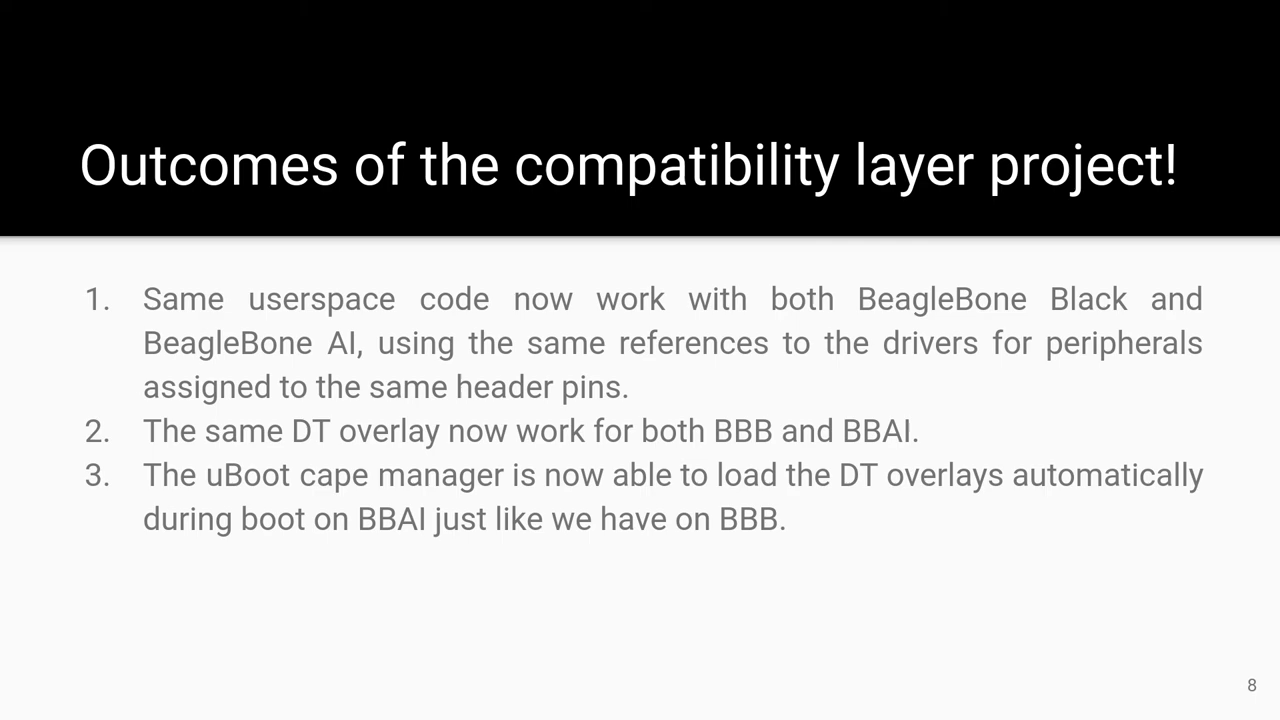 Outcomes of the compatibility layer project!
1. Same userspace code now work with both BeagleBone Black and
BeagleBone AI, using the same references to the drivers for peripherals
assigned to the same header pins.
2. The same DT overlay now work for both BBB and BBAI.
3. The uBoot cape manager is now able to load the DT overlays automatically
during boot on BBAI just like we have on BBB.
8